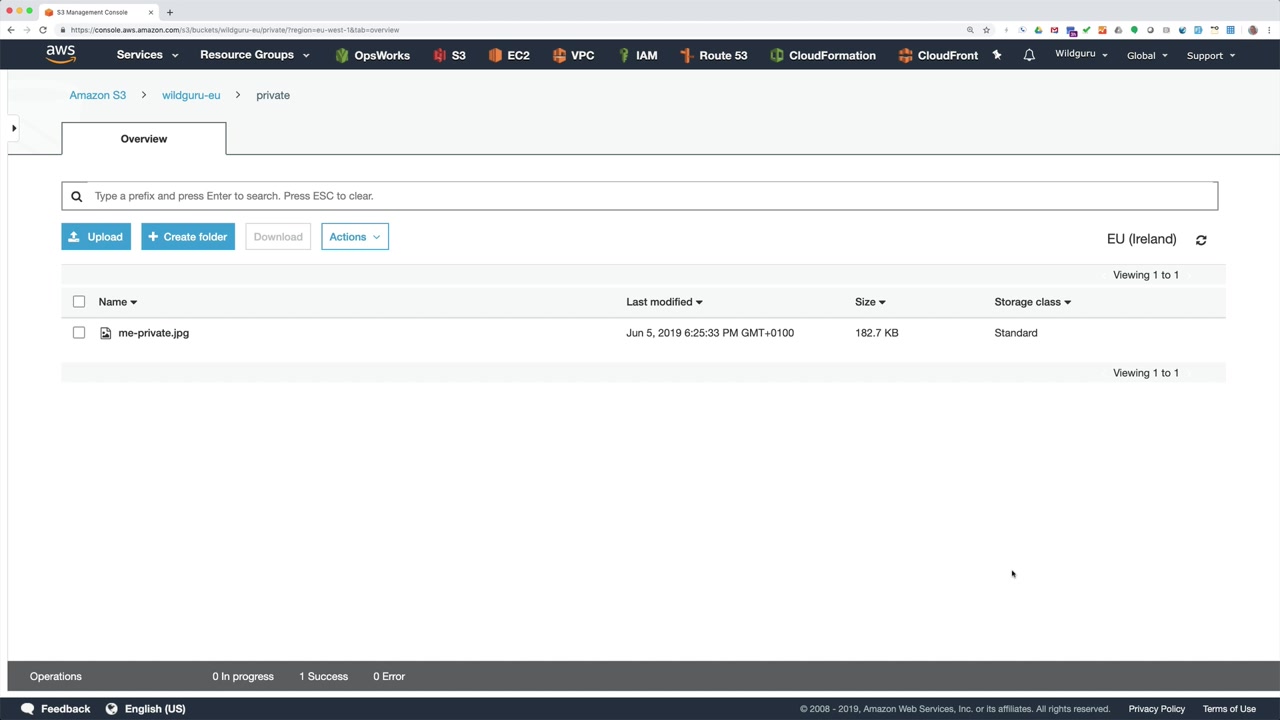 S3 Management Console
https://console.aws.amazon.com/s3/buckets/wildguru-eu/private/?region=eu-west-1&tab=overview
aws Services Resource Groups OpsWorks S3 EC2 VPC IAM Route 53 CloudFormation CloudFront Wildguru Global Support
Amazon S3 wildguru-eu private
Overview
Type a prefix and press Enter to search. Press ESC to clear.
Upload + Create folder Download Actions EU (Ireland)
Viewing 1 to 1
Name Last modified Size Storage class
me-private.jpg Jun 5, 2019 6:25:33 PM GMT+0100 182.7 KB Standard
Viewing 1 to 1
Operations 0 In progress 1 Success 0 Error
Feedback English (US) © 2008 - 2019, Amazon Web Services, Inc. or its affiliates. All rights reserved. Privacy Policy Terms of Use